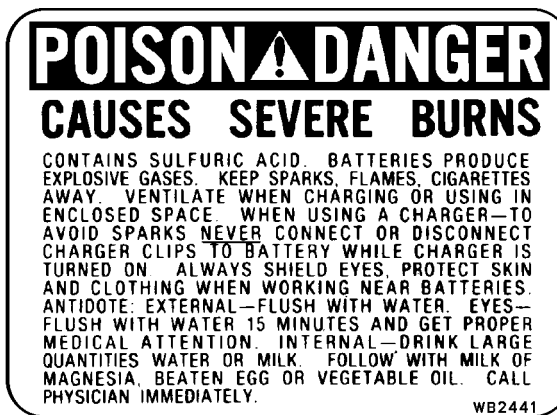 POISON⚠DANGER
CAUSES SEVERE BURNS
CONTAINS SULFURIC ACID. BATTERIES PRODUCE
EXPLOSIVE GASES. KEEP SPARKS, FLAMES, CIGARETTES
AWAY. VENTILATE WHEN CHARGING OR USING IN
ENCLOSED SPACE. WHEN USING A CHARGER—TO
AVOID SPARKS NEVER CONNECT OR DISCONNECT
CHARGER CLIPS TO BATTERY WHILE CHARGER IS
TURNED ON. ALWAYS SHIELD EYES, PROTECT SKIN
AND CLOTHING WHEN WORKING NEAR BATTERIES.
ANTIDOTE: EXTERNAL—FLUSH WITH WATER. EYES—
FLUSH WITH WATER 15 MINUTES AND GET PROPER
MEDICAL ATTENTION. INTERNAL—DRINK LARGE
QUANTITIES WATER OR MILK. FOLLOW WITH MILK OF
MAGNESIA, BEATEN EGG OR VEGETABLE OIL. CALL
PHYSICIAN IMMEDIATELY.
WB2441